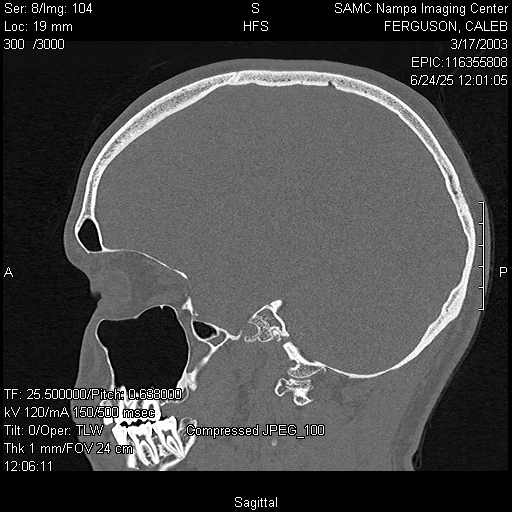 Ser: 8/Img: 104
Loc: 19 mm
300 /3000
S
HFS
SAMC Nampa Imaging Center
FERGUSON, CALEB
3/17/2003
EPIC:116355808
6/24/25 12:01:05
A
P
TF: 25.500000/Pitch: 0.698000
kV 120/mA 150/500 msec
Tilt: 0/Oper: TLW
Compressed JPEG_100
Thk 1 mm/FOV 24 cm
12:06:11
Sagittal